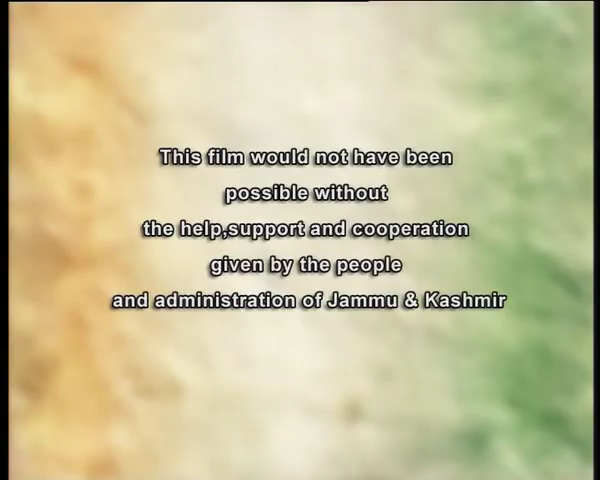 This film would not have been
possible without
the help,support and cooperation
given by the people
and administration of Jammu & Kashmir